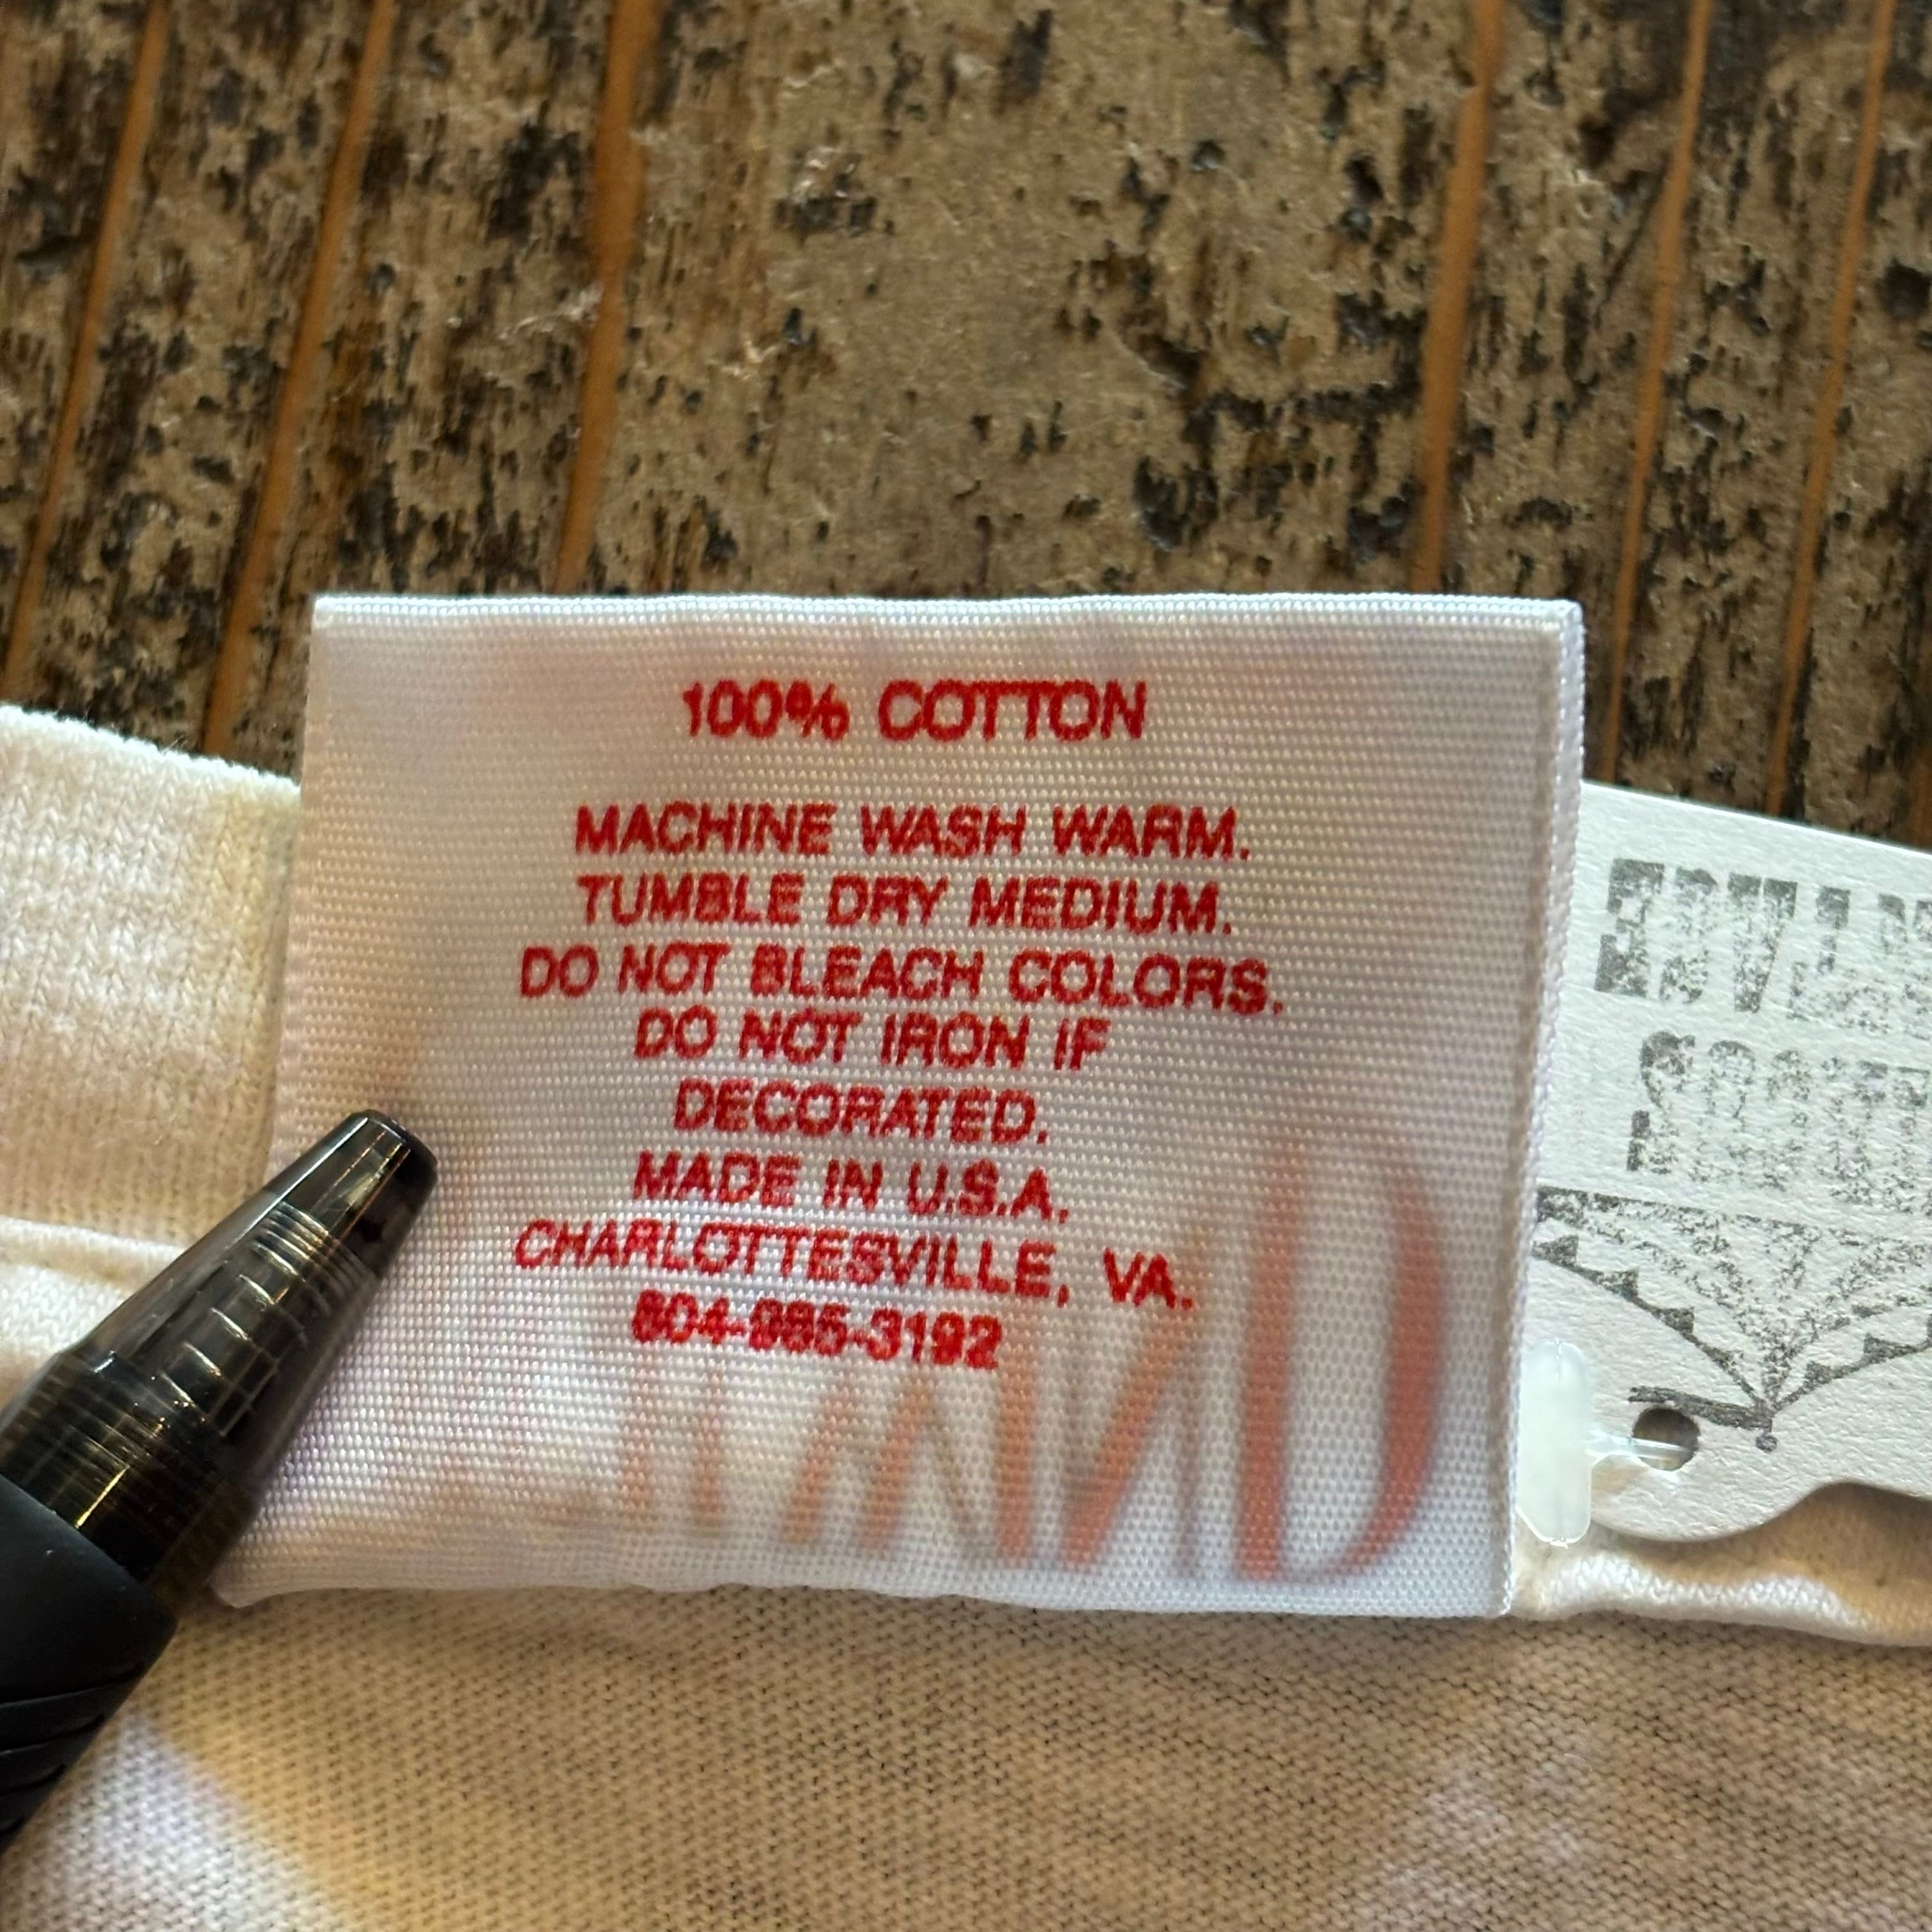 100% COTTON
MACHINE WASH WARM.
TUMBLE DRY MEDIUM.
DO NOT BLEACH COLORS.
DO NOT IRON IF
DECORATED.
MADE IN U.S.A.
CHARLOTTESVILLE, VA.
804-985-3192